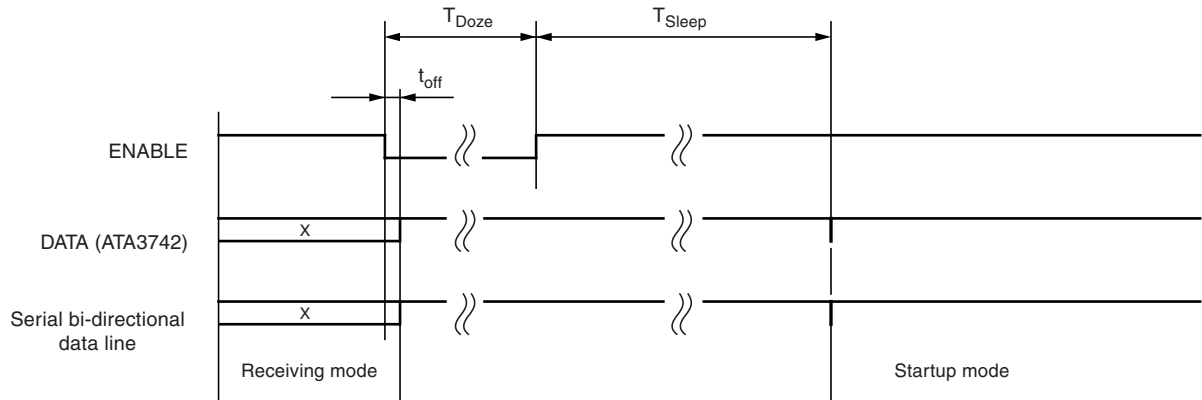 T_Doze
T_Sleep
t_off
ENABLE
DATA (ATA3742)
X
Serial bi-directional
data line
X
Receiving mode
Startup mode